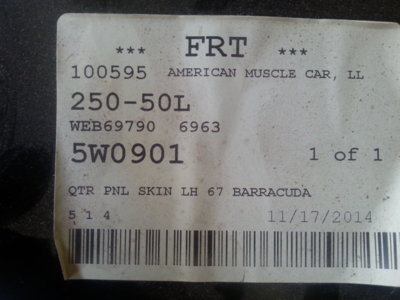 *** FRT ***
100595 AMERICAN MUSCLE CAR, LL
250-50L
WEB69790 6963
5W0901 1 of 1
QTR PNL SKIN LH 67 BARRACUDA
5 1 4 11/17/2014